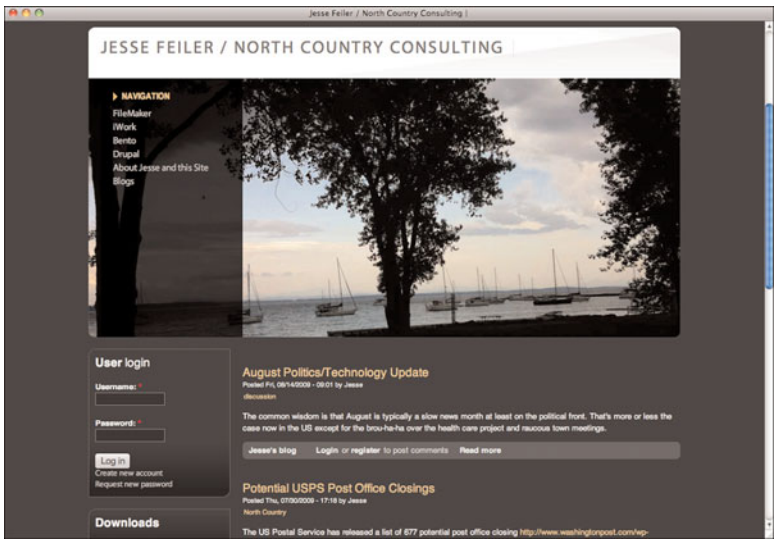 Jesse Feiler / North Country Consulting |
JESSE FEILER / NORTH COUNTRY CONSULTING
NAVIGATION
FileMaker
iWork
Bento
Drupal
About Jesse and this Site
Blogs
User login
Username: *
Password: *
Log in
Create new account
Request new password
Downloads
August Politics/Technology Update
Posted Fri, 08/14/2009 - 09:01 by Jesse
discussion
The common wisdom is that August is typically a slow news month at least on the political front. That's more or less the
case now in the US except for the brou-ha-ha over the health care project and raucous town meetings.
Jesse's blog Login or register to post comments Read more
Potential USPS Post Office Closings
Posted Thu, 07/30/2009 - 17:18 by Jesse
North Country
The US Postal Service has released a list of 677 potential post office closing http://www.washingtonpost.com/wp-